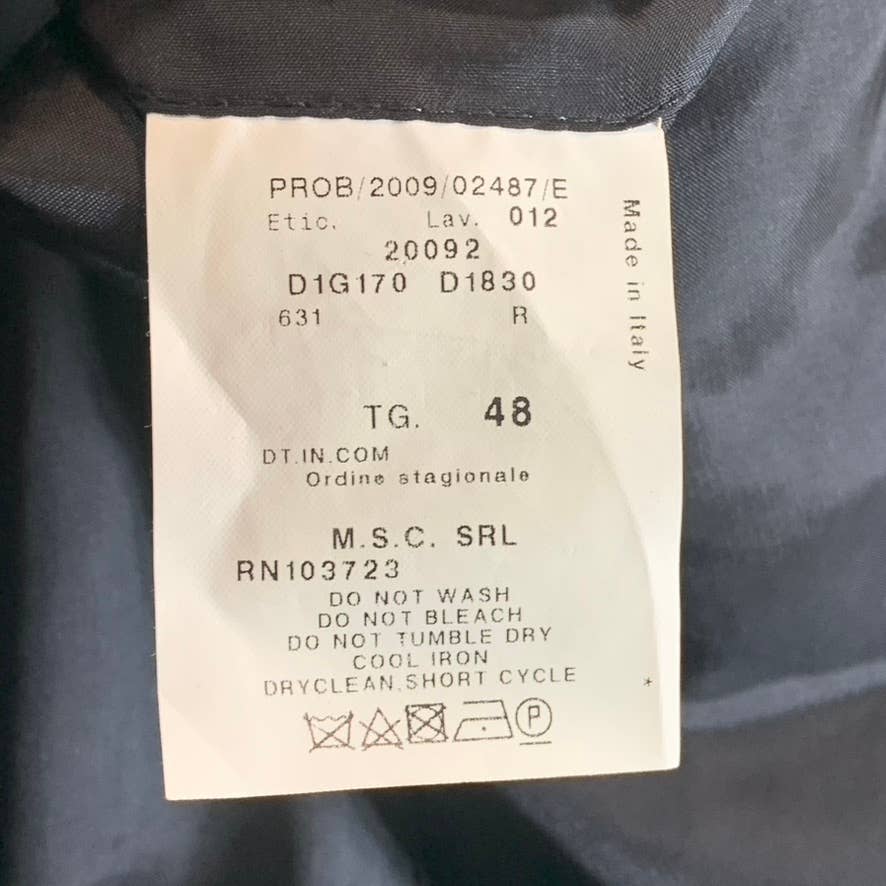 PROB/2009/02487/E
Etic. Lav. 012
20092
D1G170 D1830
631 R
Made in Italy
TG. 48
DT.IN.COM
Ordine stagionale
M.S.C. SRL
RN103723
DO NOT WASH
DO NOT BLEACH
DO NOT TUMBLE DRY
COOL IRON
DRYCLEAN,SHORT CYCLE *
P